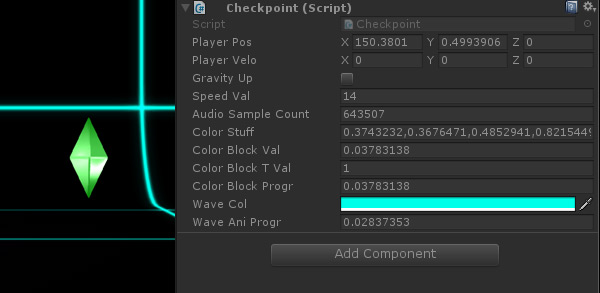 Checkpoint (Script)
Script Checkpoint
Player Pos X 150.3801 Y 0.4993906 Z 0
Player Velo X 0 Y 0 Z 0
Gravity Up
Speed Val 14
Audio Sample Count 643507
Color Stuff 0.3743232,0.3676471,0.4852941,0.8215449
Color Block Val 0.03783138
Color Block T Val 1
Color Block Progr 0.03783138
Wave Col
Wave Ani Progr 0.02837353
Add Component